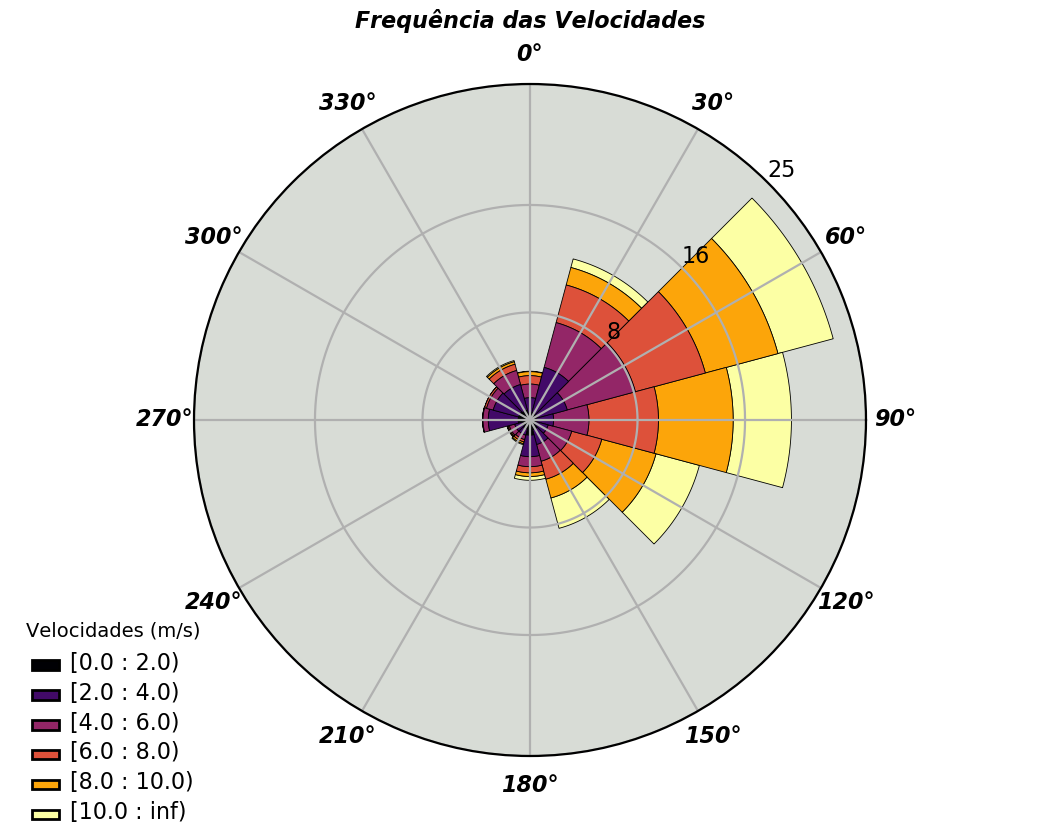 Frequência das Velocidades
0°
330°
30°
25
300°
60°
16
8
270°
90°
240°
120°
210°
150°
180°
Velocidades (m/s)
[0.0 : 2.0)
[2.0 : 4.0)
[4.0 : 6.0)
[6.0 : 8.0)
[8.0 : 10.0)
[10.0 : inf)